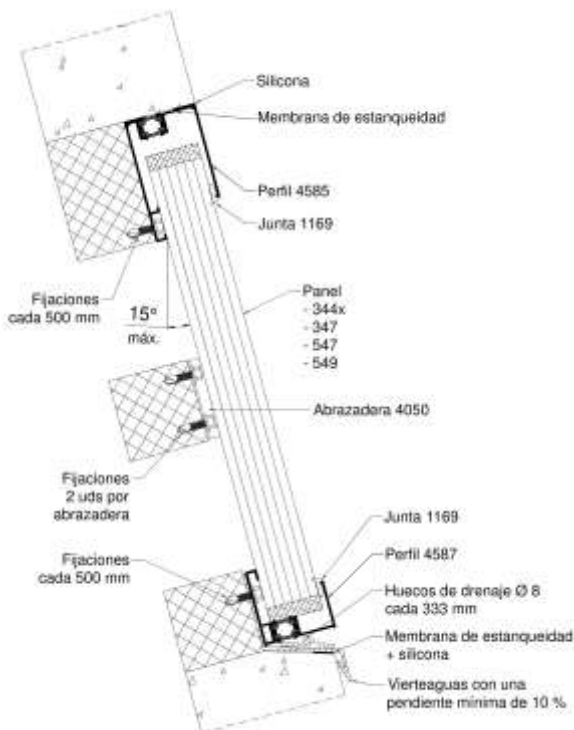 Silicona
Membrana de estanqueidad
Perfil 4585
Junta 1169
Fijaciones
cada 500 mm
15º
máx.
Panel
- 344x
- 347
- 547
- 549
Abrazadera 4050
Fijaciones
2 uds por
abrazadera
Junta 1169
Fijaciones
cada 500 mm
Perfil 4587
Huecos de drenaje Ø 8
cada 333 mm
Membrana de estanqueidad
+ silicona
Vierteaguas con una
pendiente mínima de 10 %